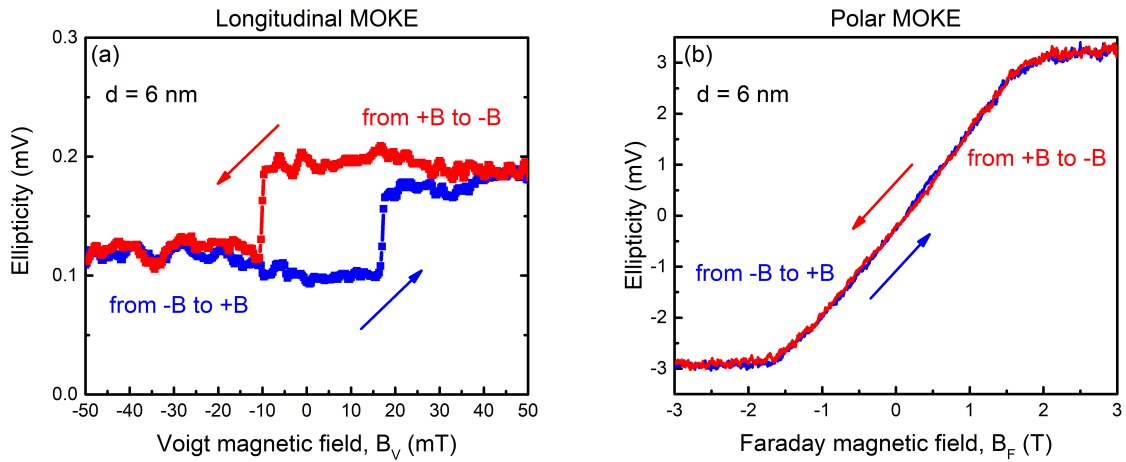 Longitudinal MOKE
(a)
d = 6 nm
from +B to -B
from -B to +B
0.3
0.2
0.1
0.0
Ellipticity (mV)
-50 -40 -30 -20 -10 0 10 20 30 40 50
Voigt magnetic field, B_V (mT)
Polar MOKE
(b)
d = 6 nm
from +B to -B
from -B to +B
3
2
1
0
-1
-2
-3
Ellipticity (mV)
-3 -2 -1 0 1 2 3
Faraday magnetic field, B_F (T)